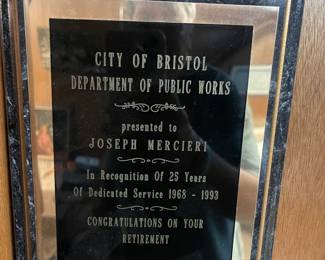 CITY OF BRISTOL
DEPARTMENT OF PUBLIC WORKS
presented to
JOSEPH MERCIERI
In Recognition Of 25 Years
Of Dedicated Service 1968 - 1993
CONGRATULATIONS ON YOUR
RETIREMENT